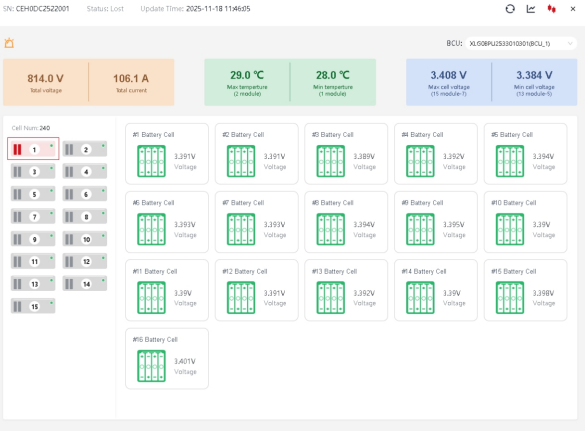 SN: CEH0DCZ522001 Status: Lost Update Time: 2025-11-18 11:46:05
BCU: XLG08PU2533010301(BCU_1)
814.0 V 106.1 A 29.0 ℃ 28.0 ℃ 3.408 V 3.384 V
Total voltage Total current Max temperture Min temperture Max cell voltage Min cell voltage
(2 module) (1 module) (15 module-7) (13 module-5)
Cell Num: 240
1 2
3 4
5 6
7 8
9 10
11 12
13 14
15
#1 Battery Cell #2 Battery Cell #3 Battery Cell #4 Battery Cell #5 Battery Cell
3.391V 3.391V 3.389V 3.392V 3.394V
Voltage Voltage Voltage Voltage Voltage
#6 Battery Cell #7 Battery Cell #8 Battery Cell #9 Battery Cell #10 Battery Cell
3.393V 3.393V 3.394V 3.395V 3.39V
Voltage Voltage Voltage Voltage Voltage
#11 Battery Cell #12 Battery Cell #13 Battery Cell #14 Battery Cell #15 Battery Cell
3.39V 3.391V 3.392V 3.39V 3.398V
Voltage Voltage Voltage Voltage Voltage
#16 Battery Cell
3.401V
Voltage